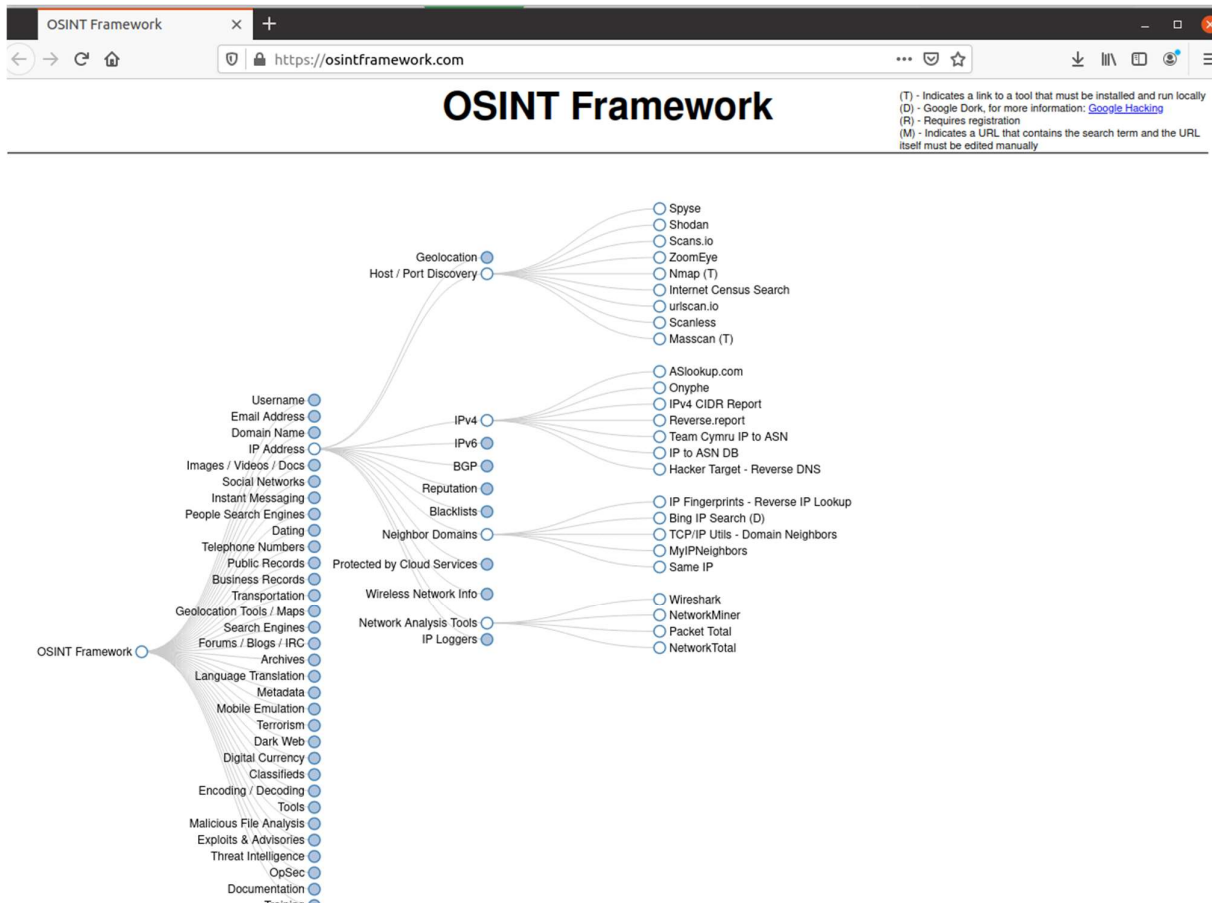 OSINT Framework
https://osintframework.com
OSINT Framework
(T) - Indicates a link to a tool that must be installed and run locally
(D) - Google Dork, for more information: Google Hacking
(R) - Requires registration
(M) - Indicates a URL that contains the search term and the URL
itself must be edited manually
OSINT Framework
Username
Email Address
Domain Name
IP Address
Images / Videos / Docs
Social Networks
Instant Messaging
People Search Engines
Dating
Telephone Numbers
Public Records
Business Records
Transportation
Geolocation Tools / Maps
Search Engines
Forums / Blogs / IRC
Archives
Language Translation
Metadata
Mobile Emulation
Terrorism
Dark Web
Digital Currency
Classifieds
Encoding / Decoding
Tools
Malicious File Analysis
Exploits & Advisories
Threat Intelligence
OpSec
Documentation
Training
Geolocation
Host / Port Discovery
IPv4
IPv6
BGP
Reputation
Blacklists
Neighbor Domains
Protected by Cloud Services
Wireless Network Info
Network Analysis Tools
IP Loggers
Spyse
Shodan
Scans.io
ZoomEye
Nmap (T)
Internet Census Search
urlscan.io
Scanless
Masscan (T)
ASlookup.com
Onyphe
IPv4 CIDR Report
Reverse.report
Team Cymru IP to ASN
IP to ASN DB
Hacker Target - Reverse DNS
IP Fingerprints - Reverse IP Lookup
Bing IP Search (D)
TCP/IP Utils - Domain Neighbors
MyIPNeighbors
Same IP
Wireshark
NetworkMiner
Packet Total
NetworkTotal